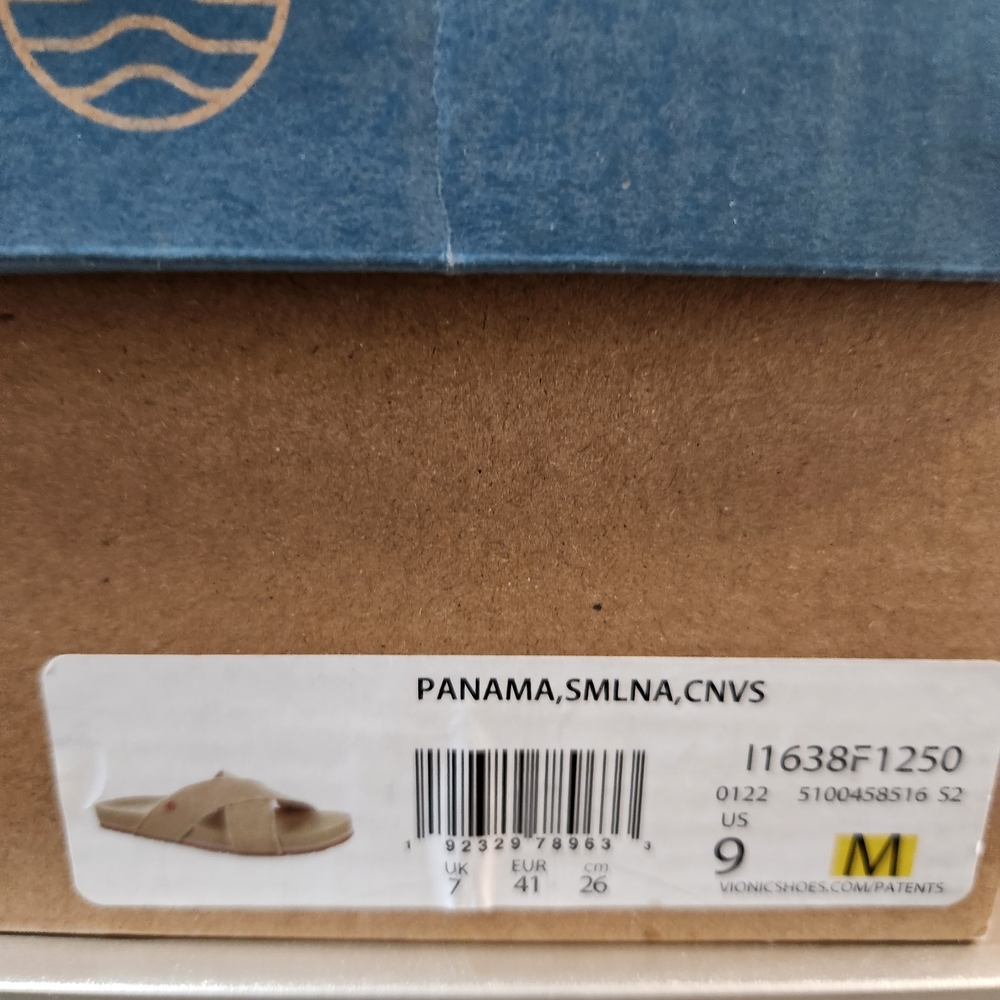 PANAMA,SMLNA,CNVS
I1638F1250
0122 5100458516 S2
US
9 M
VIONICSHOES.COM/PATENTS
1 92329 78963 3
UK EUR cm
7 41 26